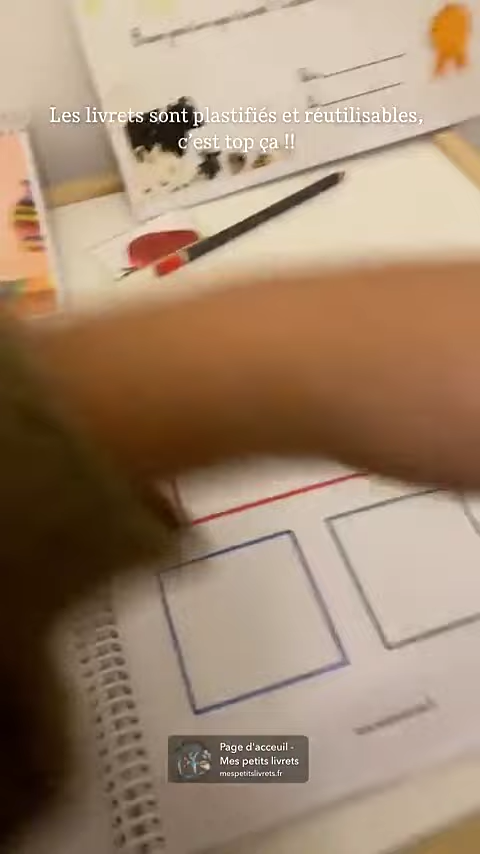 Les livrets sont plastifiés et réutilisables,
c'est top ça !!
Page d'acceuil -
Mes petits livrets
mespetitslivrets.fr